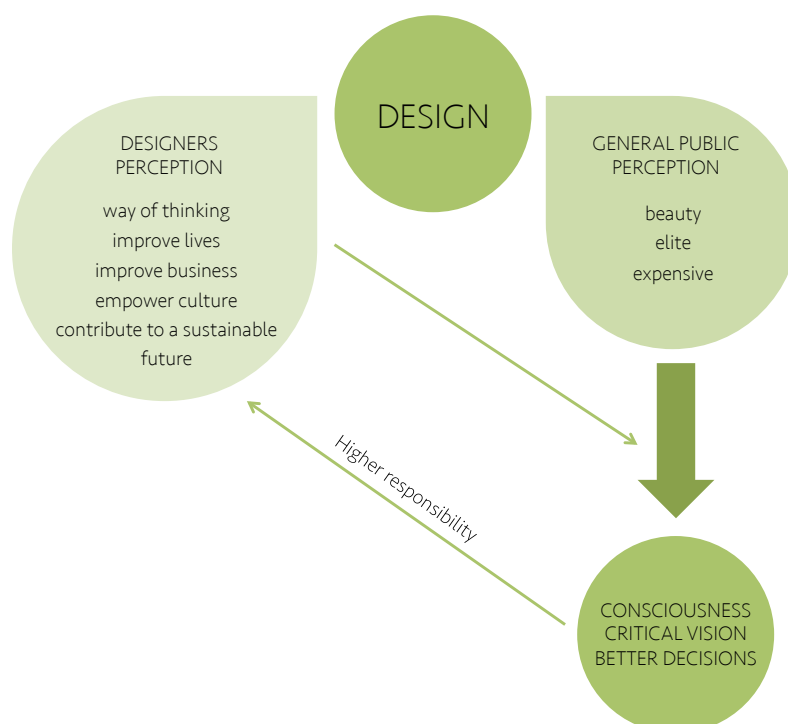 DESIGN
DESIGNERS
PERCEPTION
way of thinking
improve lives
improve business
empower culture
contribute to a sustainable
future
GENERAL PUBLIC
PERCEPTION
beauty
elite
expensive
Higher responsibility
CONSCIOUSNESS
CRITICAL VISION
BETTER DECISIONS